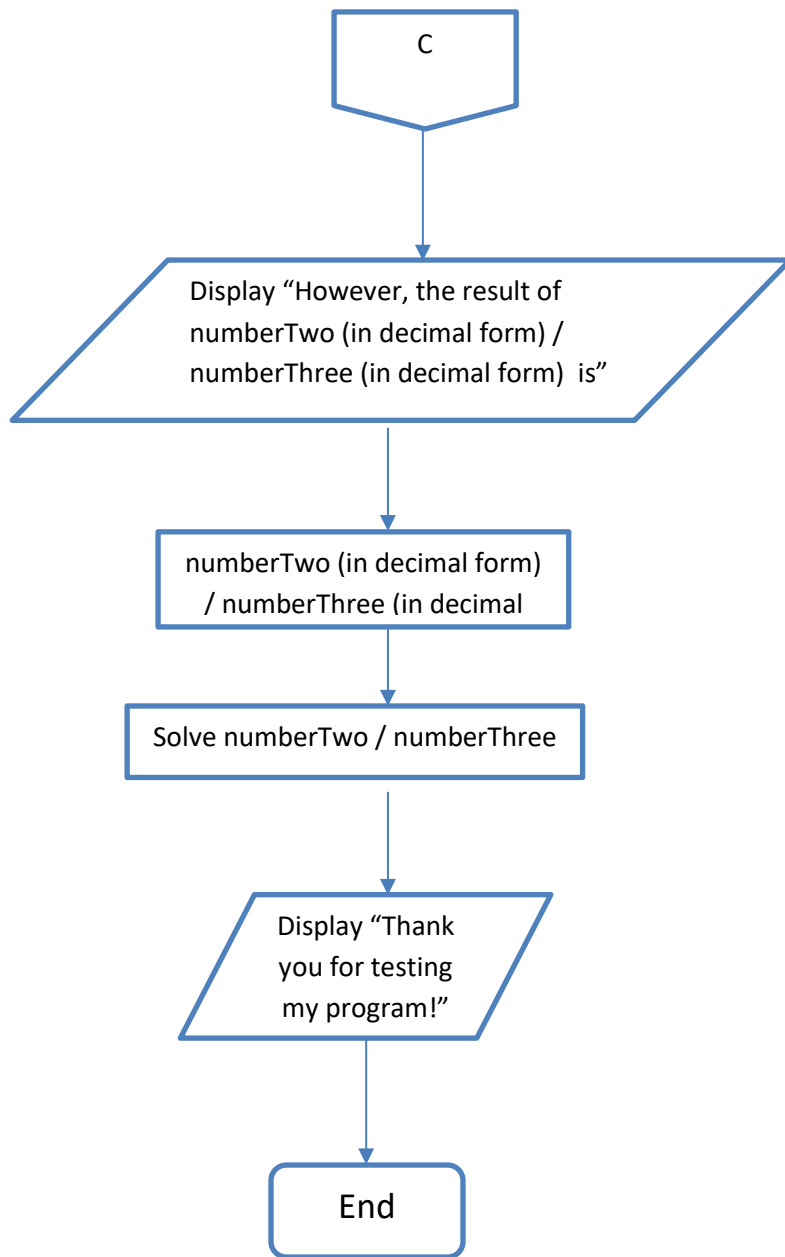 C
Display “However, the result of
numberTwo (in decimal form) /
numberThree (in decimal form)  is”
numberTwo (in decimal form)
/ numberThree (in decimal
Solve numberTwo / numberThree
Display “Thank
you for testing
my program!”
End